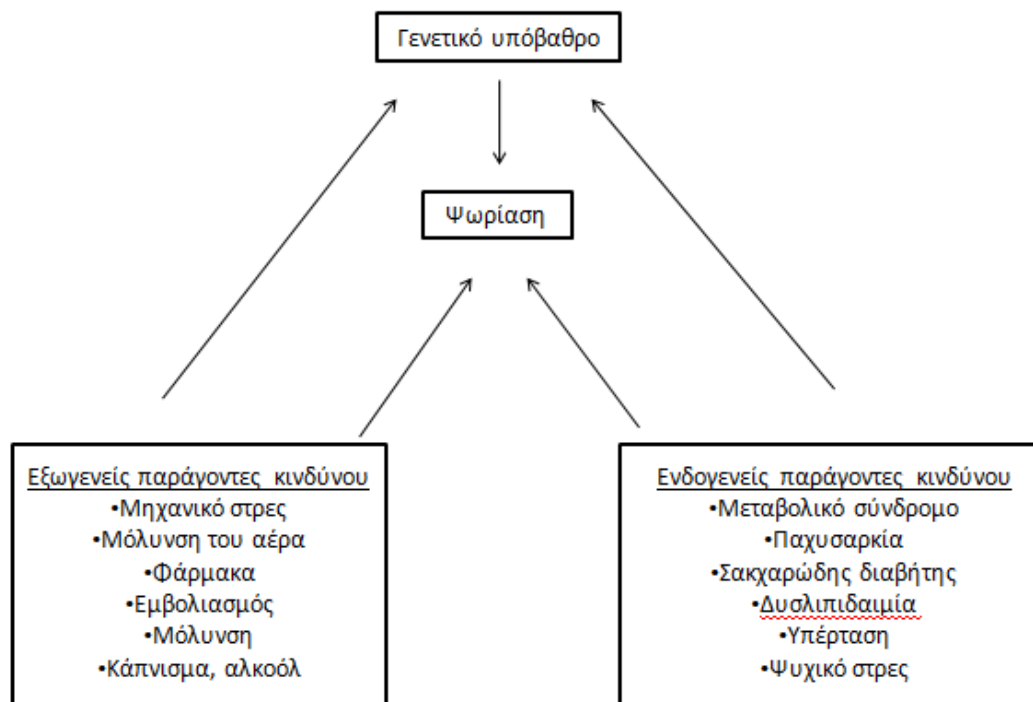 Γενετικό υπόβαθρο
Ψωρίαση
Εξωγενείς παράγοντες κινδύνου
•Μηχανικό στρες
•Μόλυνση του αέρα
•Φάρμακα
•Εμβολιασμός
•Μόλυνση
•Κάπνισμα, αλκοόλ
Ενδογενείς παράγοντες κινδύνου
•Μεταβολικό σύνδρομο
•Παχυσαρκία
•Σακχαρώδης διαβήτης
•Δυσλιπιδαιμία
•Υπέρταση
•Ψυχικό στρες